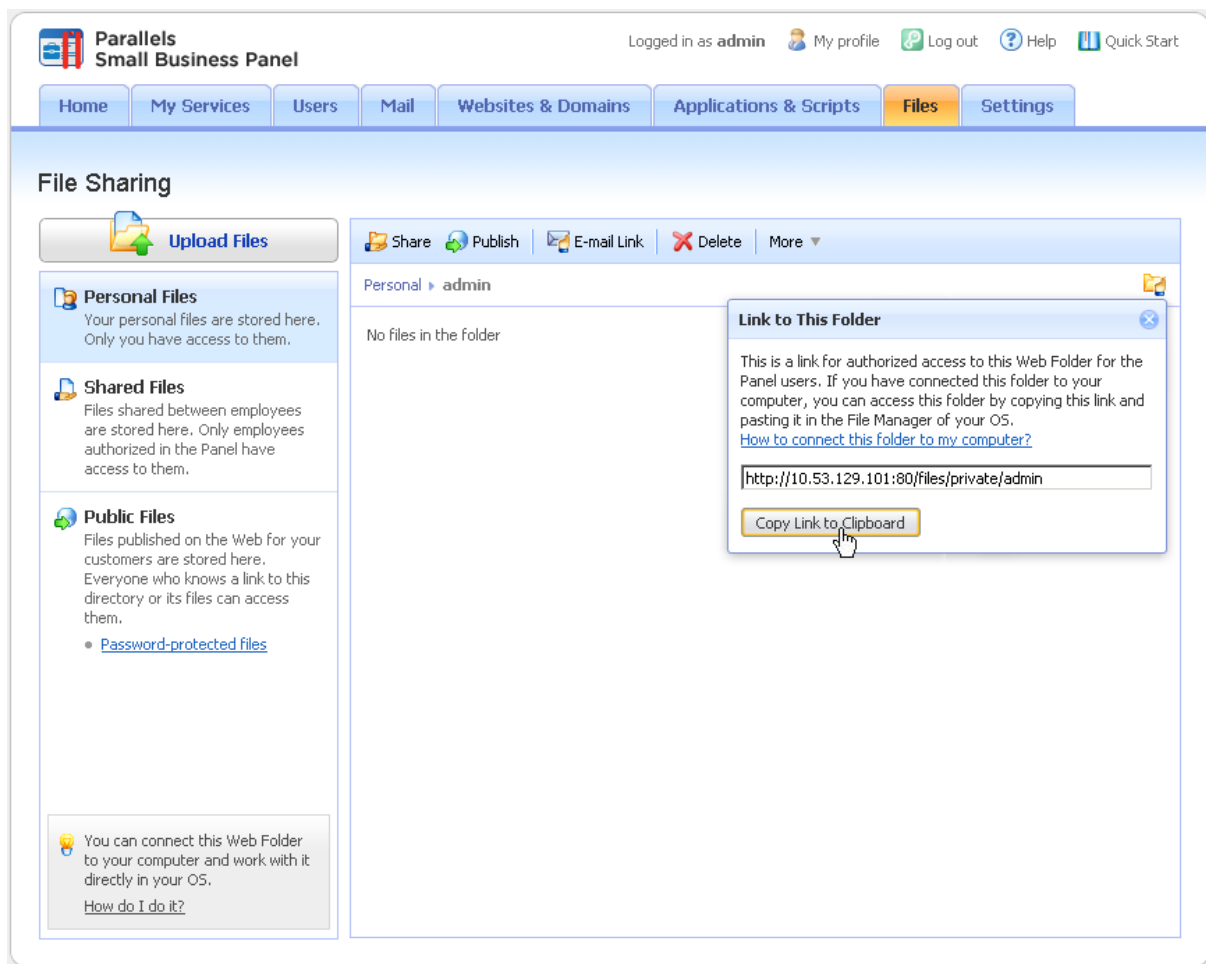 Parallels
Small Business Panel
Logged in as admin My profile Log out Help Quick Start
Home My Services Users Mail Websites & Domains Applications & Scripts Files Settings
File Sharing
Upload Files
Personal Files
Your personal files are stored here.
Only you have access to them.
Shared Files
Files shared between employees
are stored here. Only employees
authorized in the Panel have
access to them.
Public Files
Files published on the Web for your
customers are stored here.
Everyone who knows a link to this
directory or its files can access
them.
Password-protected files
You can connect this Web Folder
to your computer and work with it
directly in your OS.
How do I do it?
Share Publish E-mail Link Delete More
Personal admin
No files in the folder
Link to This Folder
This is a link for authorized access to this Web Folder for the
Panel users. If you have connected this folder to your
computer, you can access this folder by copying this link and
pasting it in the File Manager of your OS.
How to connect this folder to my computer?
http://10.53.129.101:80/files/private/admin
Copy Link to Clipboard